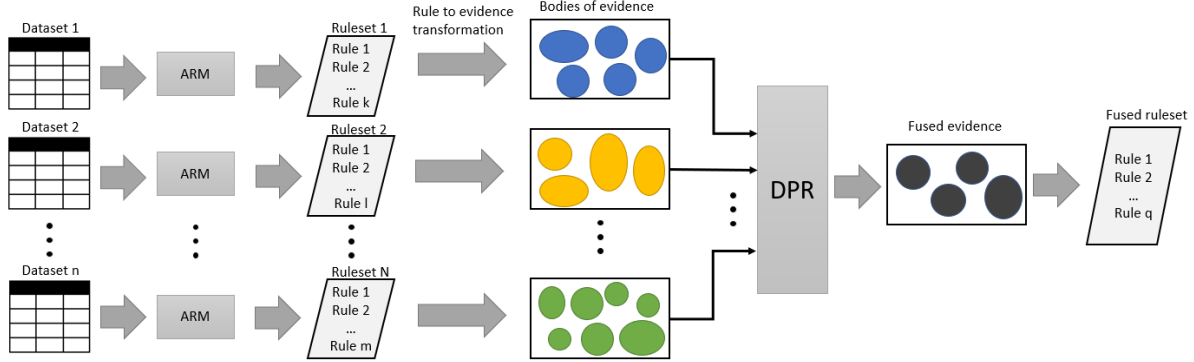 Dataset 1
ARM
Ruleset 1
Rule 1
Rule 2
...
Rule k
Rule to evidence
transformation
Bodies of evidence
Dataset 2
ARM
Ruleset 2
Rule 1
Rule 2
...
Rule l
Dataset n
ARM
Ruleset N
Rule 1
Rule 2
...
Rule m
DPR
Fused evidence
Fused ruleset
Rule 1
Rule 2
...
Rule q